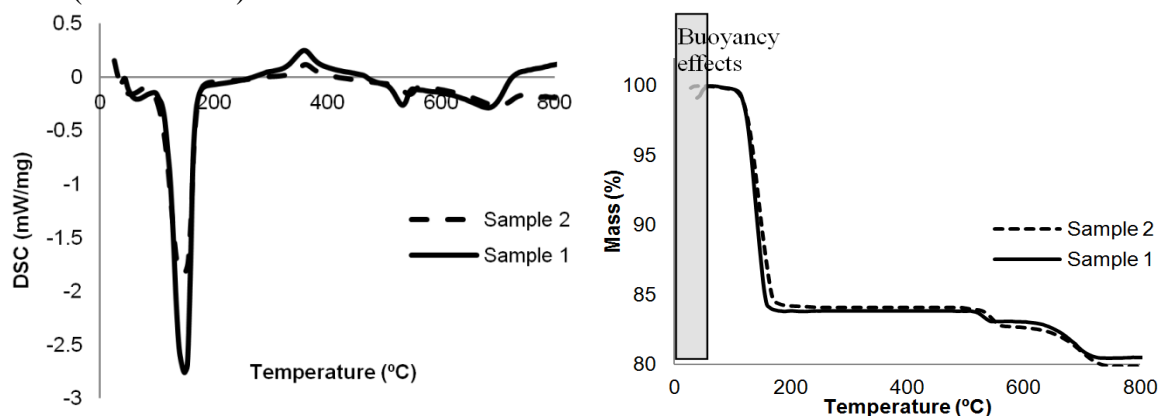 0.5
0
0
200
400
600
800
-0.5
-1
-1.5
-2
-2.5
-3
DSC (mW/mg)
Sample 2
Sample 1
Temperature (ºC)
Buoyancy
effects
100
95
90
85
80
Mass (%)
Sample 2
Sample 1
0
200
400
600
800
Temperature (ºC)